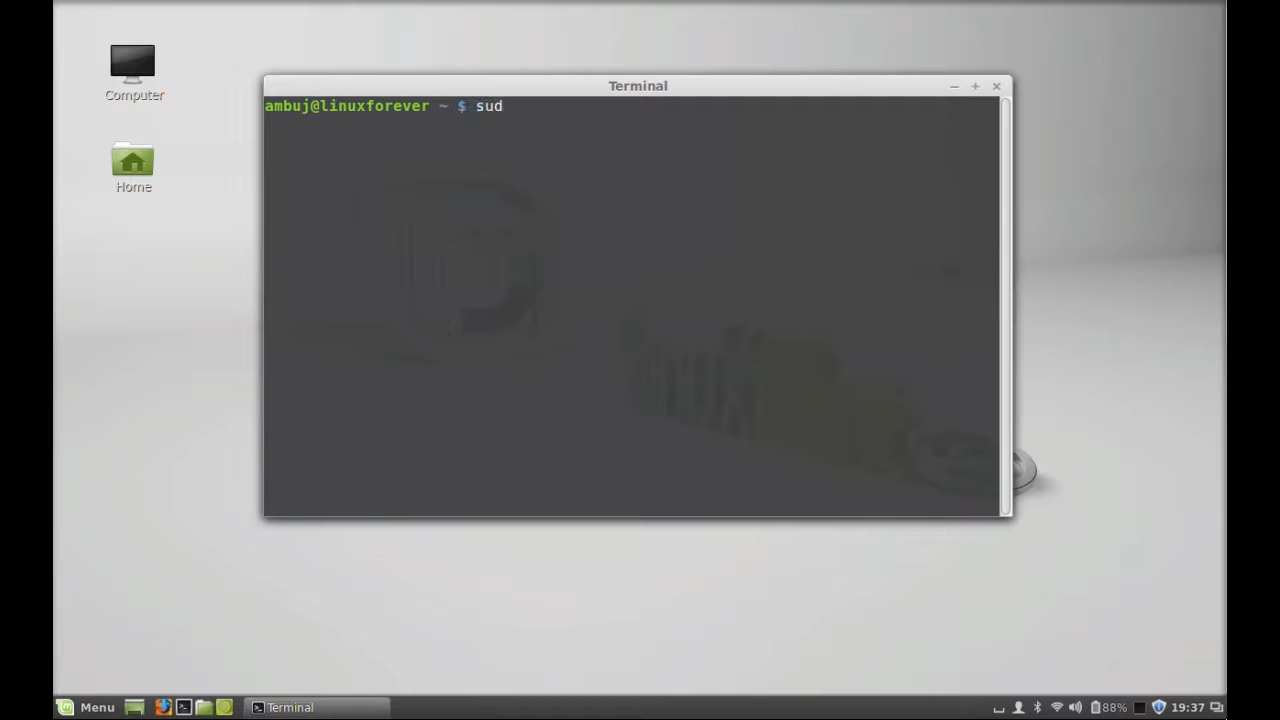 Computer
Home
Terminal
ambuj@linuxforever ~ $ sud
Menu
Terminal
88%
19:37